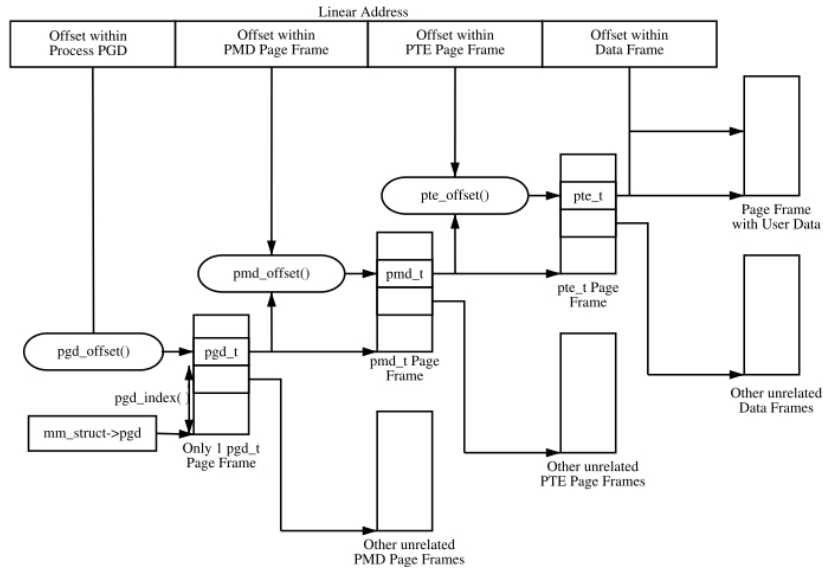 Linear Address
Offset within
Process PGD
Offset within
PMD Page Frame
Offset within
PTE Page Frame
Offset within
Data Frame
pte_offset()
pte_t
Page Frame
with User Data
pmd_offset()
pmd_t
pte_t Page
Frame
pgd_offset()
pgd_t
pmd_t Page
Frame
pgd_index( )
Other unrelated
Data Frames
mm_struct->pgd
Only 1 pgd_t
Page Frame
Other unrelated
PTE Page Frames
Other unrelated
PMD Page Frames